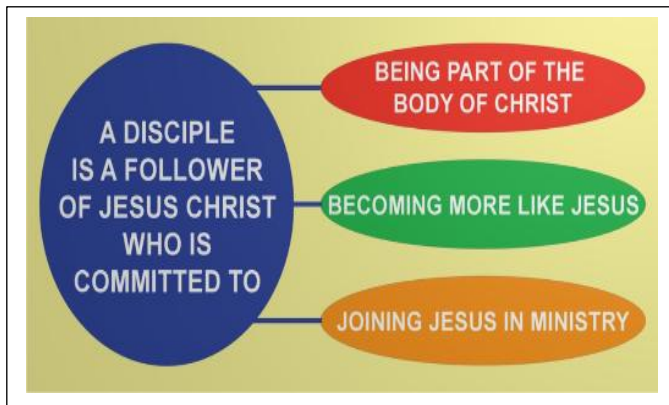 A DISCIPLE
IS A FOLLOWER
OF JESUS CHRIST
WHO IS
COMMITTED TO
BEING PART OF THE
BODY OF CHRIST
BECOMING MORE LIKE JESUS
JOINING JESUS IN MINISTRY